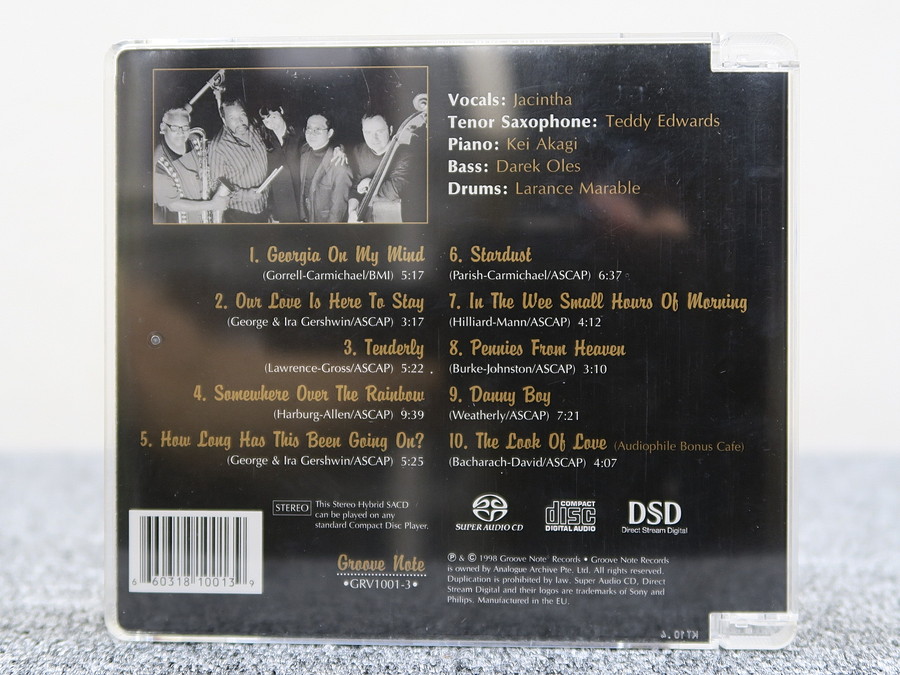 Vocals: Jacintha
Tenor Saxophone: Teddy Edwards
Piano: Kei Akagi
Bass: Darek Oles
Drums: Larance Marable
1. Georgia On My Mind
(Gorrell-Carmichael/BMI) 5:17
2. Our Love Is Here To Stay
(George & Ira Gershwin/ASCAP) 3:17
3. Tenderly
(Lawrence-Gross/ASCAP) 5:22
4. Somewhere Over The Rainbow
(Harburg-Allen/ASCAP) 9:39
5. How Long Has This Been Going On?
(George & Ira Gershwin/ASCAP) 5:25
6. Stardust
(Parish-Carmichael/ASCAP) 6:37
7. In The Wee Small Hours Of Morning
(Hilliard-Mann/ASCAP) 4:12
8. Pennies From Heaven
(Burke-Johnston/ASCAP) 3:10
9. Danny Boy
(Weatherly/ASCAP) 7:21
10. The Look Of Love (Audiophile Bonus Cafe)
(Bacharach-David/ASCAP) 4:07
STEREO
This Stereo Hybrid SACD
can be played on any
standard Compact Disc Player.
SUPER AUDIO CD
COMPACT
disc
DIGITAL AUDIO
DSD
Direct Stream Digital
6 60318 10013 9
Groove Note
•GRV1001-3•
℗ & © 1998 Groove Note Records • Groove Note Records
is owned by Analogue Archive Pte. Ltd. All rights reserved.
Duplication is prohibited by law. Super Audio CD, Direct
Stream Digital and their logos are trademarks of Sony and
Philips. Manufactured in the EU.